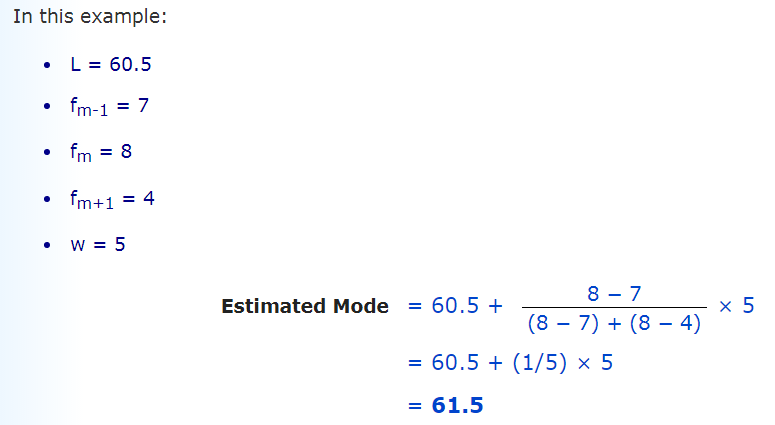 In this example:
• L = 60.5
• fm-1 = 7
• fm = 8
• fm+1 = 4
• w = 5
Estimated Mode = 60.5 + 8 − 7 / (8 − 7) + (8 − 4) × 5
= 60.5 + (1/5) × 5
= 61.5